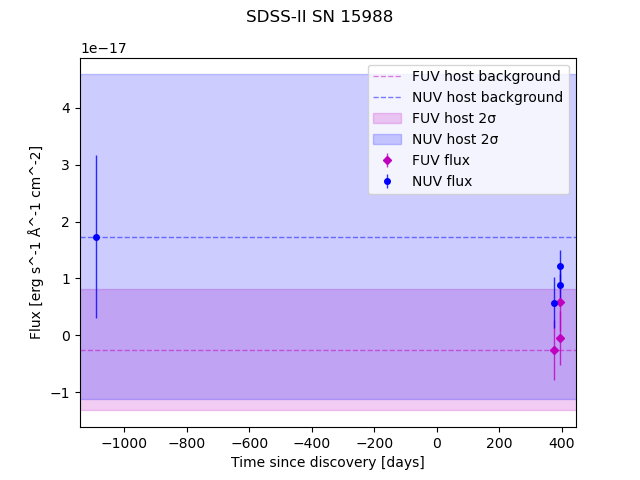 SDSS-II SN 15988
1e−17
FUV host background
NUV host background
FUV host 2σ
NUV host 2σ
FUV flux
NUV flux
4
3
2
1
0
−1
Flux [erg s^-1 Å^-1 cm^-2]
−1000 −800 −600 −400 −200 0 200 400
Time since discovery [days]